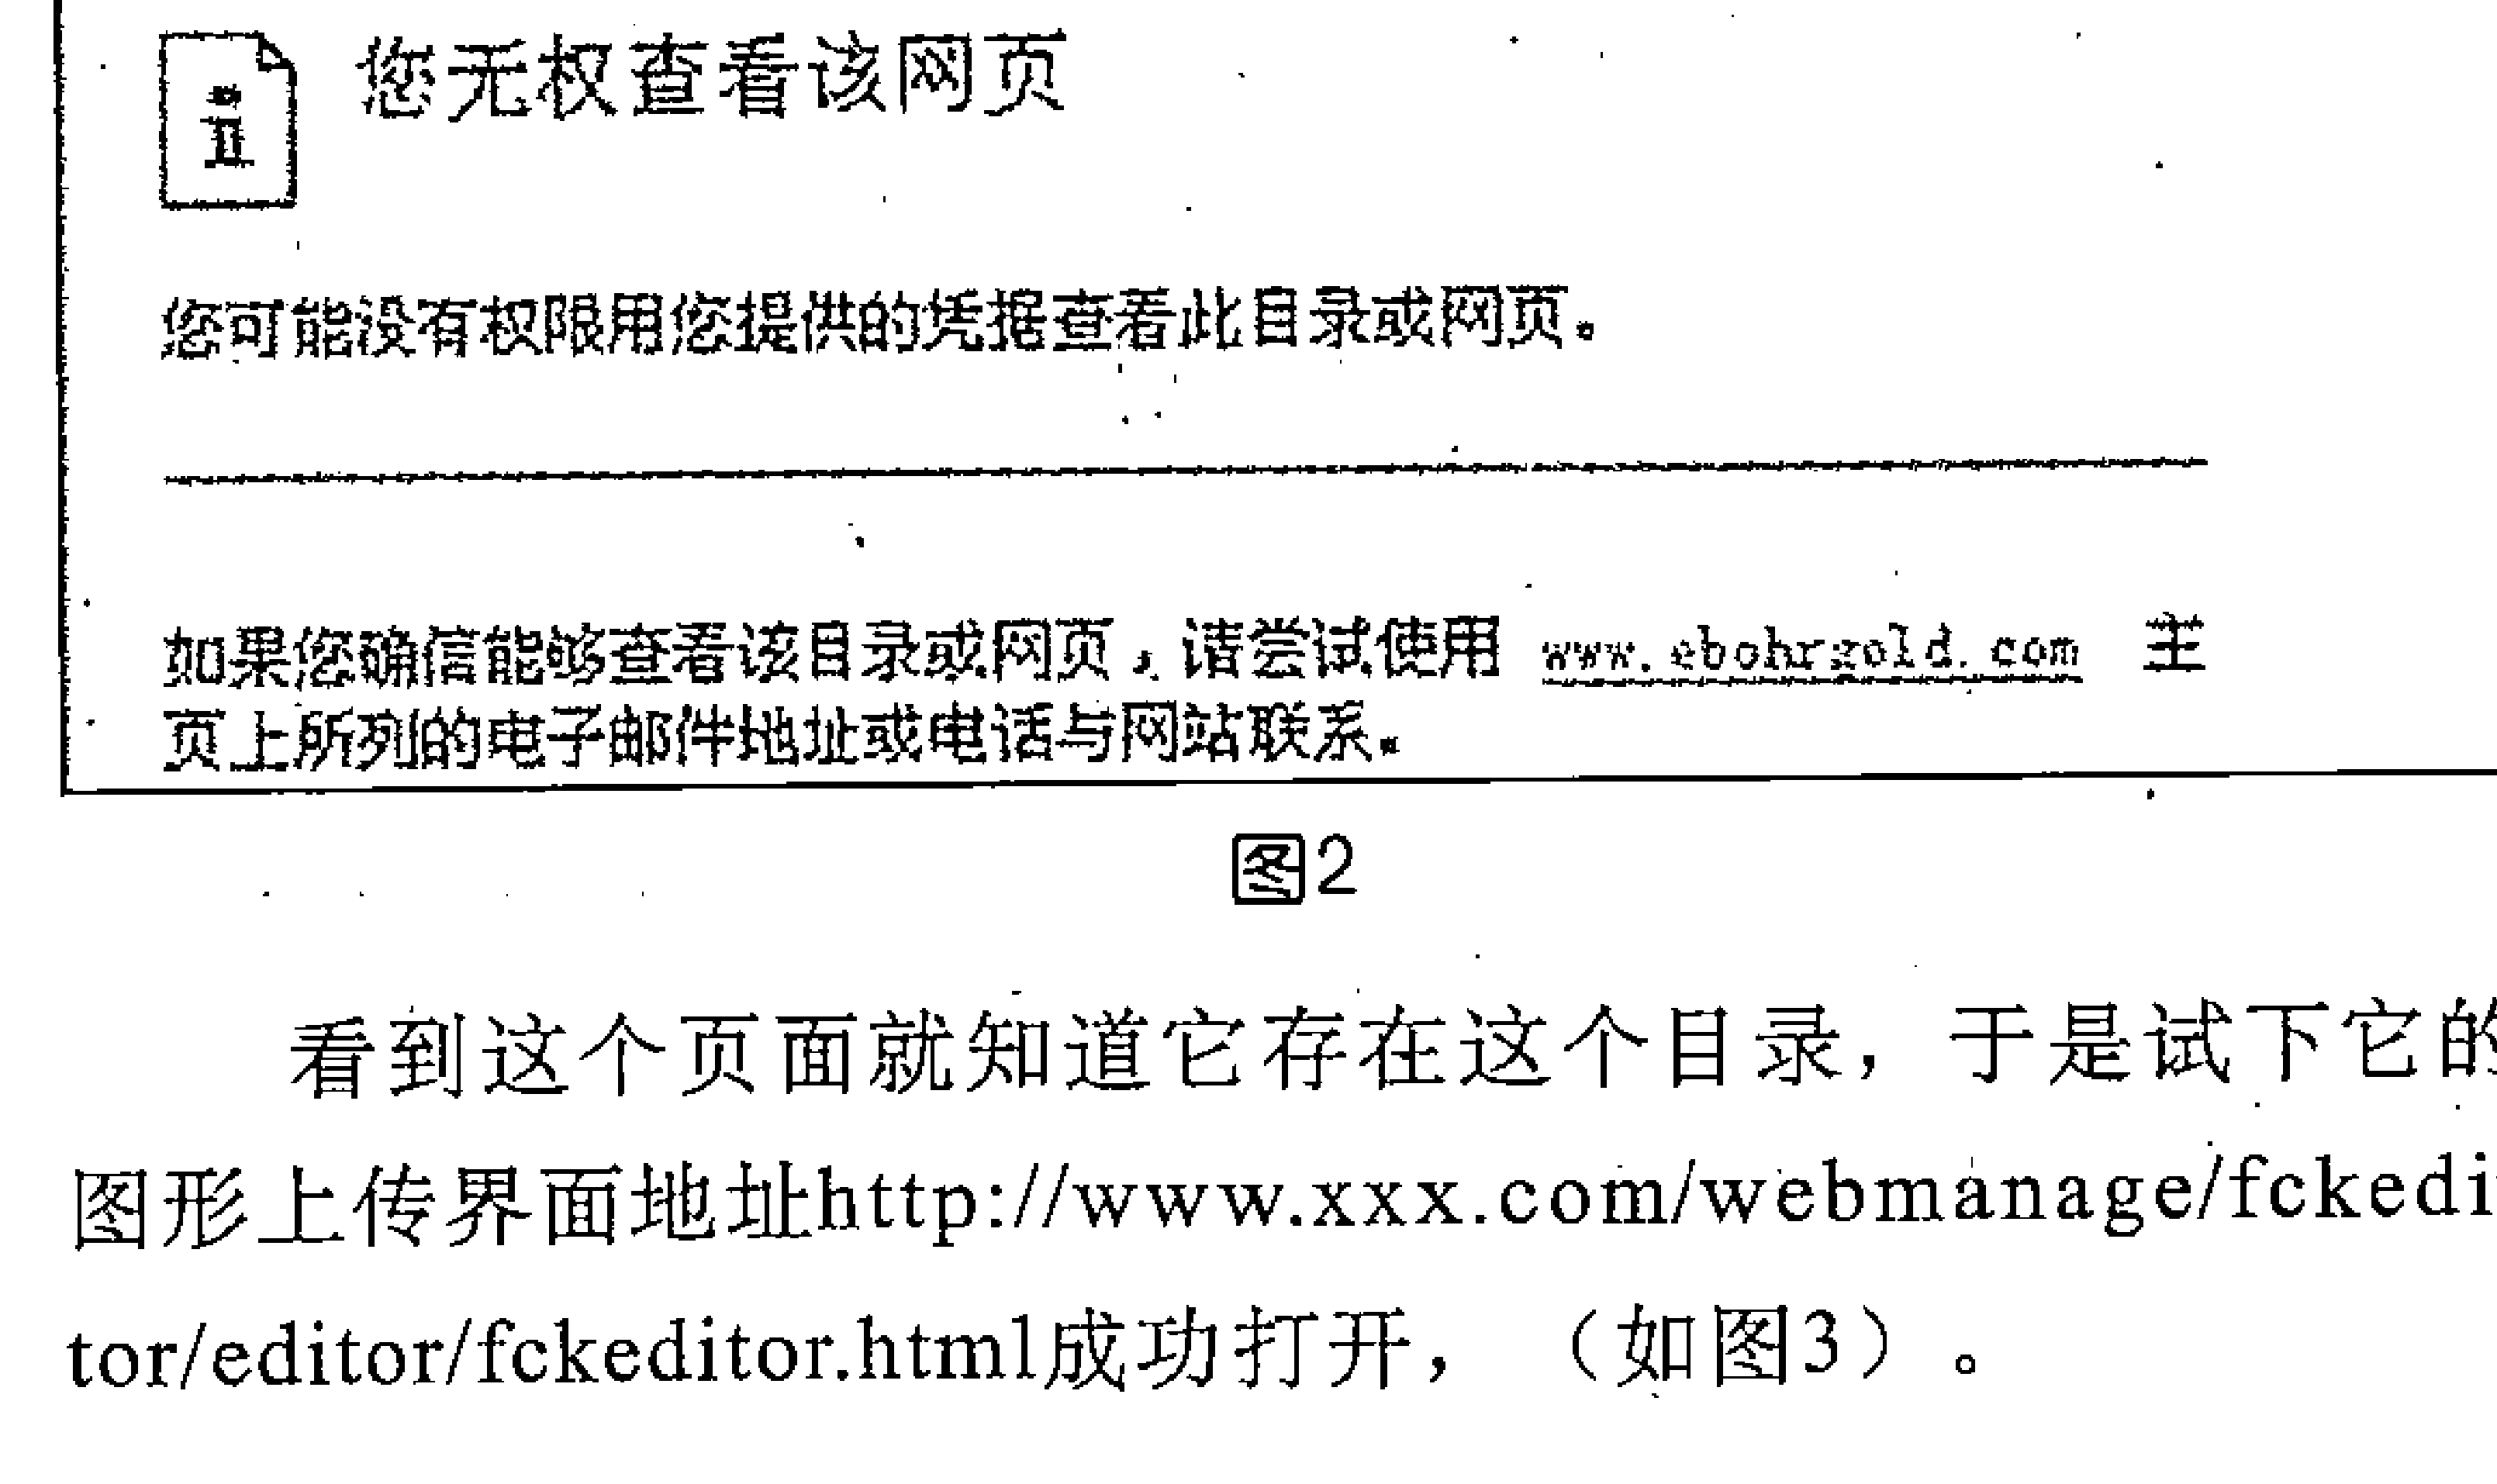 您无权查看该网页
您可能没有权限用您提供的凭据查看此目录或网页。
如果您确信能够查看该目录或网页，请尝试使用 www.ebohrgold.com 主
页上所列的电子邮件地址或电话与网站联系。
图2
看到这个页面就知道它存在这个目录，于是试下它的
图形上传界面地址http://www.xxx.com/webmanage/fckedi
tor/editor/fckeditor.html成功打开，（如图3）。